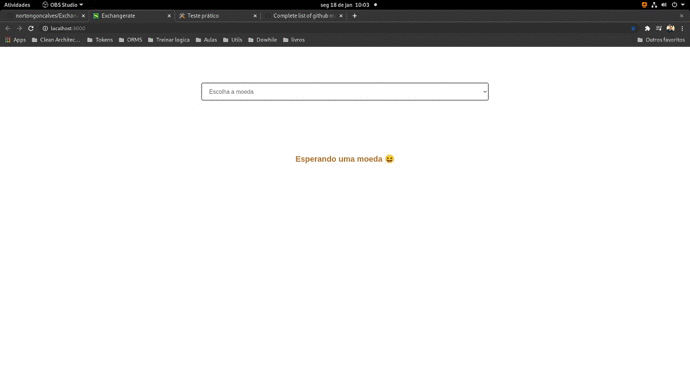 Atividades OBS Studio seg 18 de jan 10:03
nortongoncalves/Exchan Exchangerate Teste prático Complete list of github m
localhost:3000
Apps Clean Architec... Tokens ORMS Treinar logica Aulas Utils Dowhile livros Outros favoritos
Escolha a moeda
Esperando uma moeda 😆